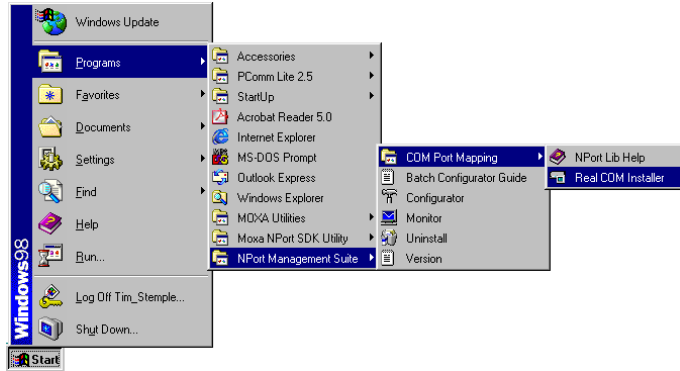 Windows Update
Programs
Favorites
Documents
Settings
Find
Help
Run...
Log Off Tim_Stemple...
Shut Down...
Windows98
Start
Accessories
PComm Lite 2.5
StartUp
Acrobat Reader 5.0
Internet Explorer
MS-DOS Prompt
Outlook Express
Windows Explorer
MOXA Utilities
Moxa NPort SDK Utility
NPort Management Suite
COM Port Mapping
Batch Configurator Guide
Configurator
Monitor
Uninstall
Version
NPort Lib Help
Real COM Installer